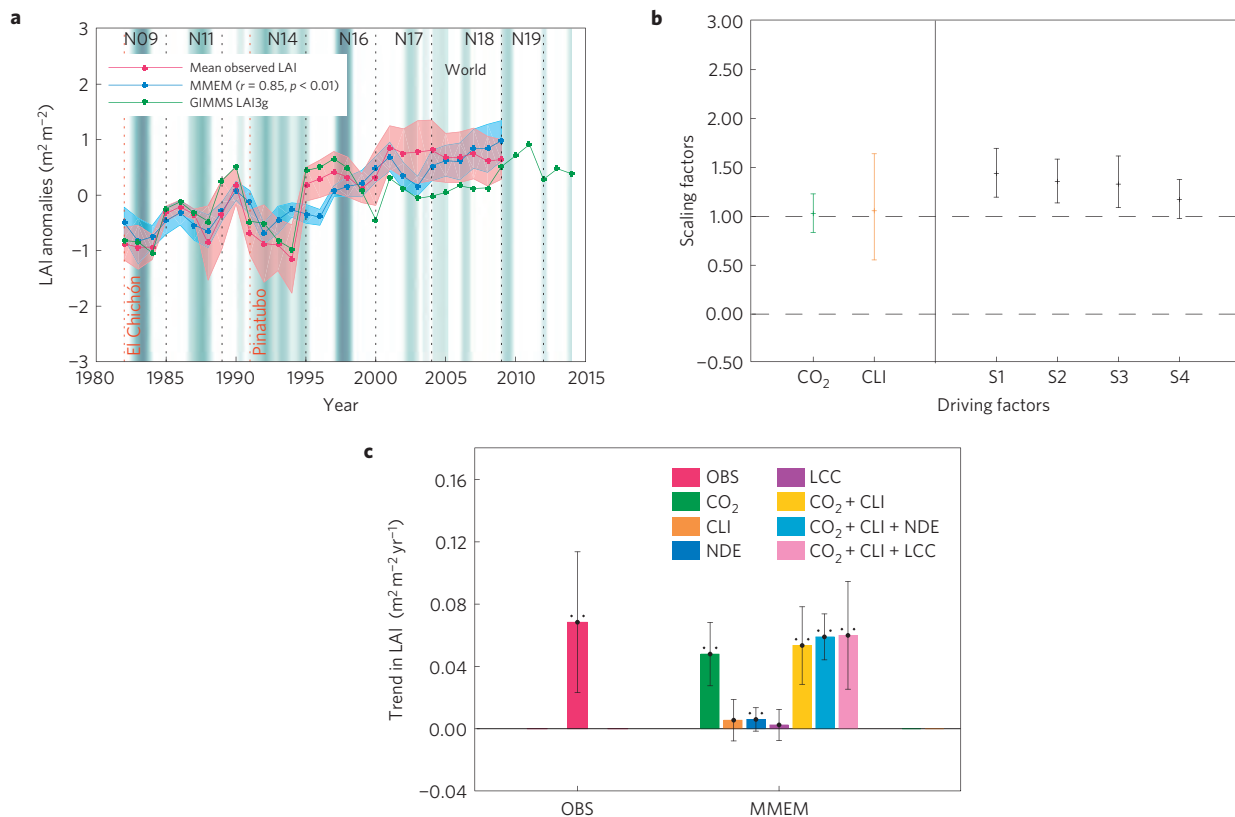 a
N09 N11 N14 N16 N17 N18 N19
Mean observed LAI
MMEM (r = 0.85, p < 0.01)
GIMMS LAI3g
World
El Chichón
Pinatubo
LAI anomalies (m² m⁻²)
3
2
1
0
−1
−2
−3
1980 1985 1990 1995 2000 2005 2010 2015
Year
b
Scaling factors
3.00
2.50
2.00
1.50
1.00
0.50
0.00
−0.50
CO₂ CLI S1 S2 S3 S4
Driving factors
c
Trend in LAI (m² m⁻² yr⁻¹)
0.16
0.12
0.08
0.04
0.00
−0.04
OBS
CO₂
CLI
NDE
LCC
CO₂ + CLI
CO₂ + CLI + NDE
CO₂ + CLI + LCC
OBS MMEM